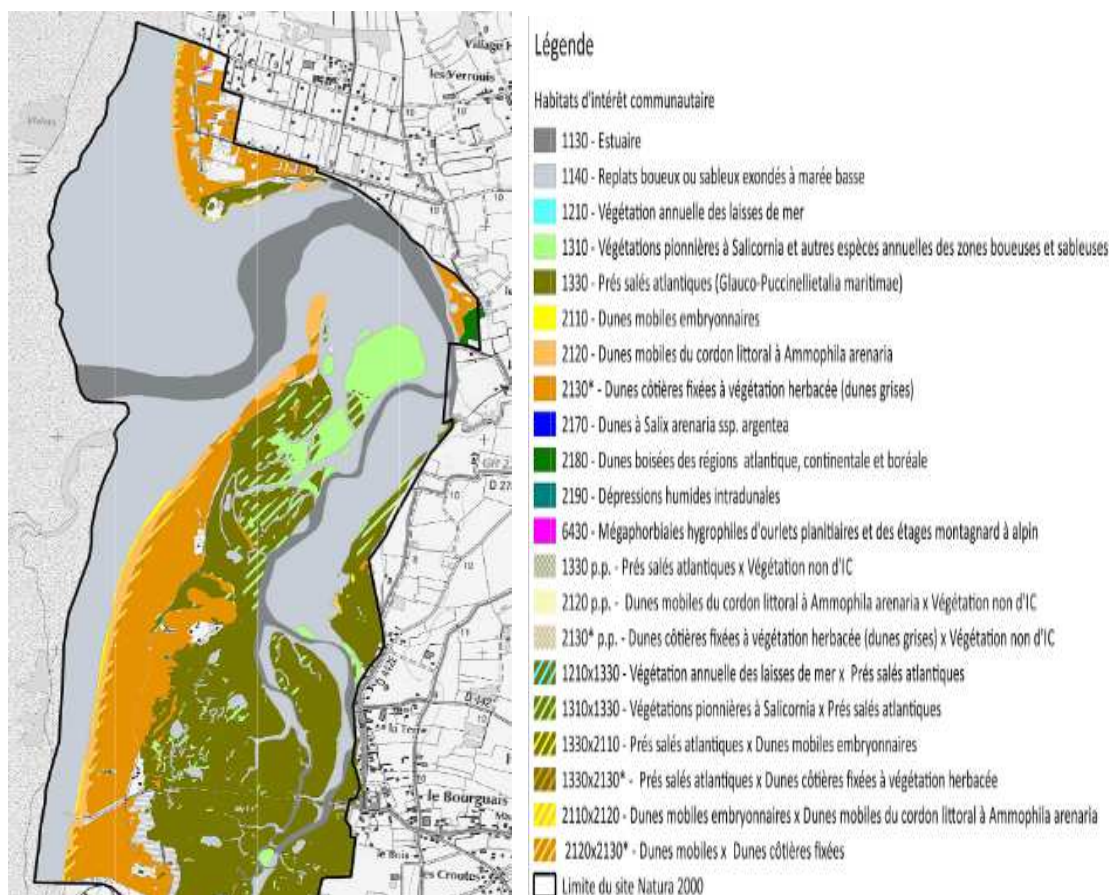 Village H
les Verrouis
Légende
Habitats d'intérêt communautaire
1130 - Estuaire
1140 - Replats boueux ou sableux exondés à marée basse
1210 - Végétation annuelle des laisses de mer
1310 - Végétations pionnières à Salicornia et autres espèces annuelles des zones boueuses et sableuses
1330 - Prés salés atlantiques (Glauco-Puccinellietalia maritimae)
2110 - Dunes mobiles embryonnaires
2120 - Dunes mobiles du cordon littoral à Ammophila arenaria
2130* - Dunes côtières fixées à végétation herbacée (dunes grises)
2170 - Dunes à Salix arenaria ssp. argentea
2180 - Dunes boisées des régions atlantique, continentale et boréale
2190 - Dépressions humides intradunales
6430 - Mégaphorbiaies hygrophiles d'ourlets planitiaires et des étages montagnard à alpin
1330 p.p. - Prés salés atlantiques x Végétation non d'IC
2120 p.p. - Dunes mobiles du cordon littoral à Ammophila arenaria x Végétation non d'IC
2130* p.p. - Dunes côtières fixées à végétation herbacée (dunes grises) x Végétation non d'IC
1210x1330 - Végétation annuelle des laisses de mer x Prés salés atlantiques
1310x1330 - Végétations pionnières à Salicornia x Prés salés atlantiques
1330x2110 - Prés salés atlantiques x Dunes mobiles embryonnaires
1330x2130* - Prés salés atlantiques x Dunes côtières fixées à végétation herbacée
2110x2120 - Dunes mobiles embryonnaires x Dunes mobiles du cordon littoral à Ammophila arenaria
2120x2130* - Dunes mobiles x Dunes côtières fixées
Limite du site Natura 2000
le Bourguais
le Bois
les Croutes